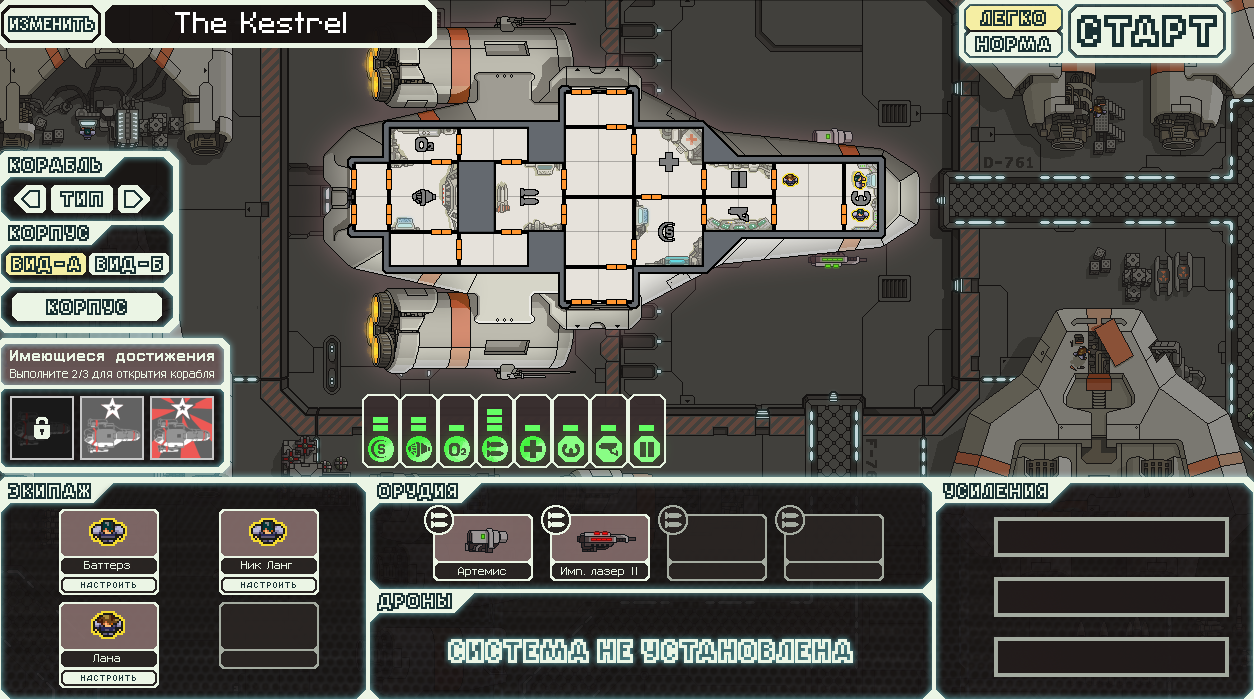 ИЗМЕНИТЬ
The Kestrel
ЛЕГКО
НОРМА
СТАРТ
КОРАБЛЬ
ТИП
КОРПУС
ВИД-А
ВИД-Б
КОРПУС
D-761
Имеющиеся достижения
Выполните 2/3 для открытия корабля
O2
S
O2
S
ЭКИПАЖ
Баттерз
НАСТРОИТЬ
Ник Ланг
НАСТРОИТЬ
Лана
НАСТРОИТЬ
ОРУДИЯ
Артемис
Имп. лазер II
ДРОНЫ
СИСТЕМА НЕ УСТАНОВЛЕНА
УСИЛЕНИЯ